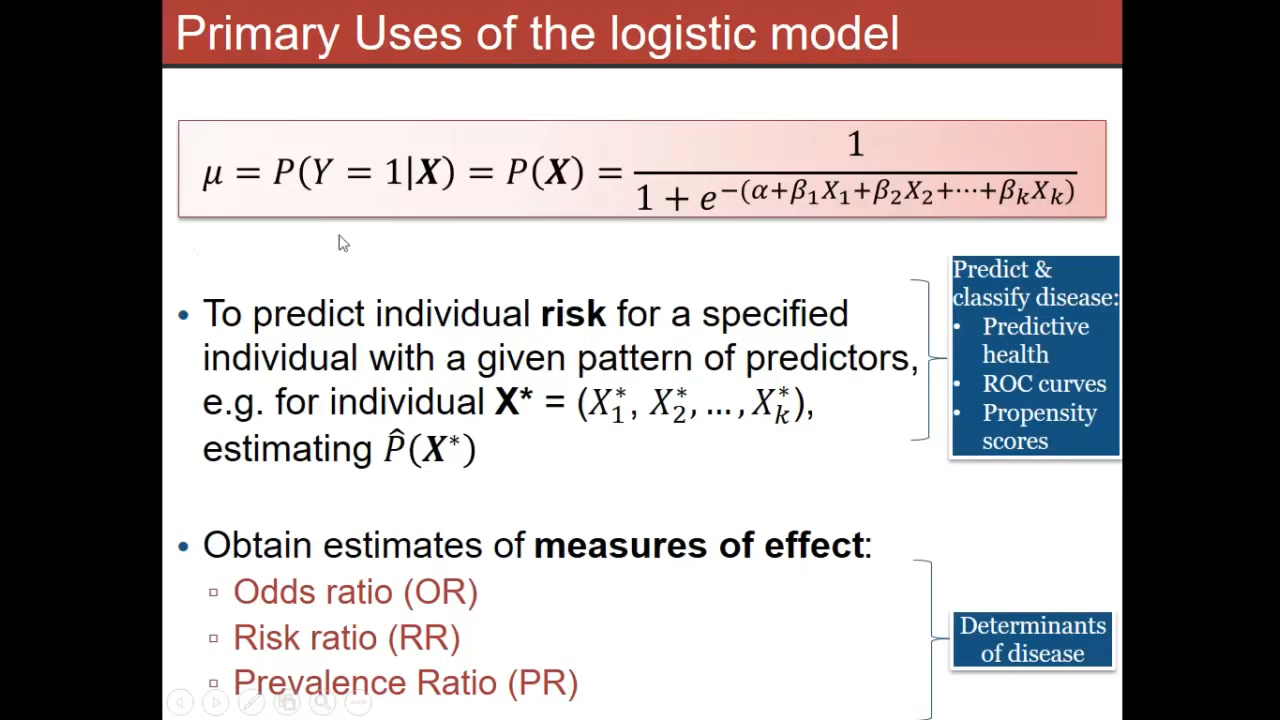 Primary Uses of the logistic model
μ = P(Y = 1|X) = P(X) = 1 / 1 + e^−(α+β₁X₁+β₂X₂+⋯+βₖXₖ)
• To predict individual risk for a specified
individual with a given pattern of predictors,
e.g. for individual X* = (X₁*, X₂*, …, Xₖ*),
estimating P̂(X*)
Predict &
classify disease:
• Predictive
health
• ROC curves
• Propensity
scores
• Obtain estimates of measures of effect:
▫ Odds ratio (OR)
▫ Risk ratio (RR)
▫ Prevalence Ratio (PR)
Determinants
of disease